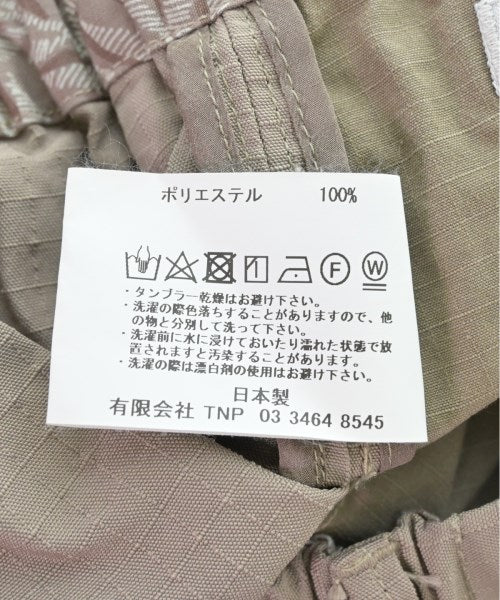 ポリエステル 100%
F W
・タンブラー乾燥はお避け下さい。
・洗濯の際色落ちすることがありますので、他
の物と分別して洗って下さい。
・洗濯前に水に浸けておいたり濡れた状態で放
置されますと汚染することがあります。
・洗濯の際は漂白剤の使用はお避け下さい。
日本製
有限会社 TNP 03 3464 8545